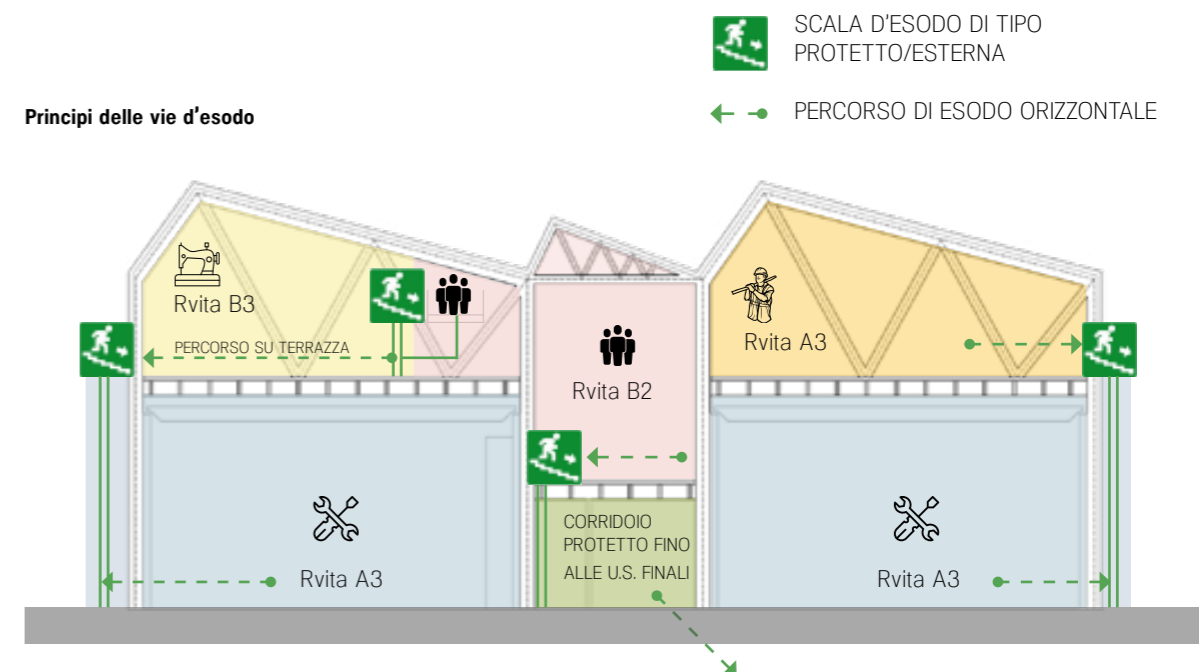 SCALA D'ESODO DI TIPO
PROTETTO/ESTERNA
Principi delle vie d'esodo
PERCORSO DI ESODO ORIZZONTALE
Rvita B3
PERCORSO SU TERRAZZA
Rvita A3
Rvita B2
CORRIDOIO
PROTETTO FINO
ALLE U.S. FINALI
Rvita A3
Rvita A3